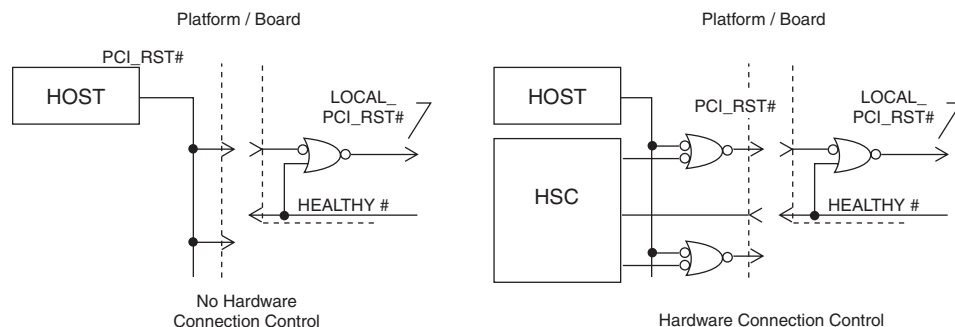 Platform / Board
PCI_RST#
HOST
LOCAL_
PCI_RST#
HEALTHY #
No Hardware
Connection Control
Platform / Board
HOST
PCI_RST#
LOCAL_
PCI_RST#
HSC
HEALTHY #
Hardware Connection Control